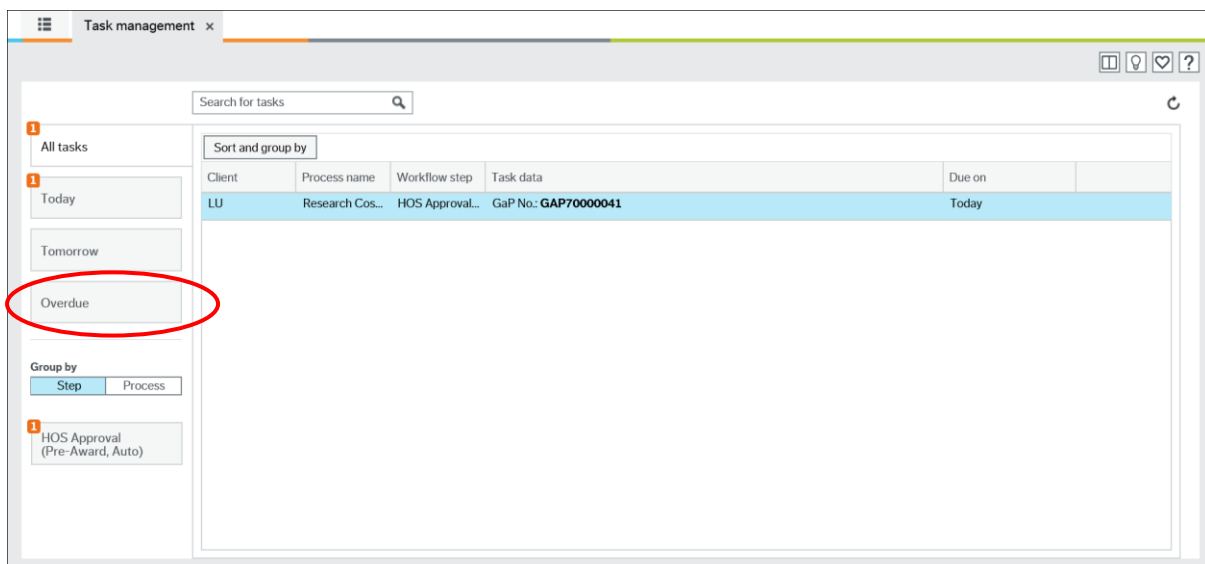 Task management ×
?
Search for tasks
1
All tasks
Sort and group by
Client Process name Workflow step Task data Due on
1
Today
LU Research Cos... HOS Approval... GaP No.: GAP70000041 Today
Tomorrow
Overdue
Group by
Step Process
1
HOS Approval
(Pre-Award, Auto)